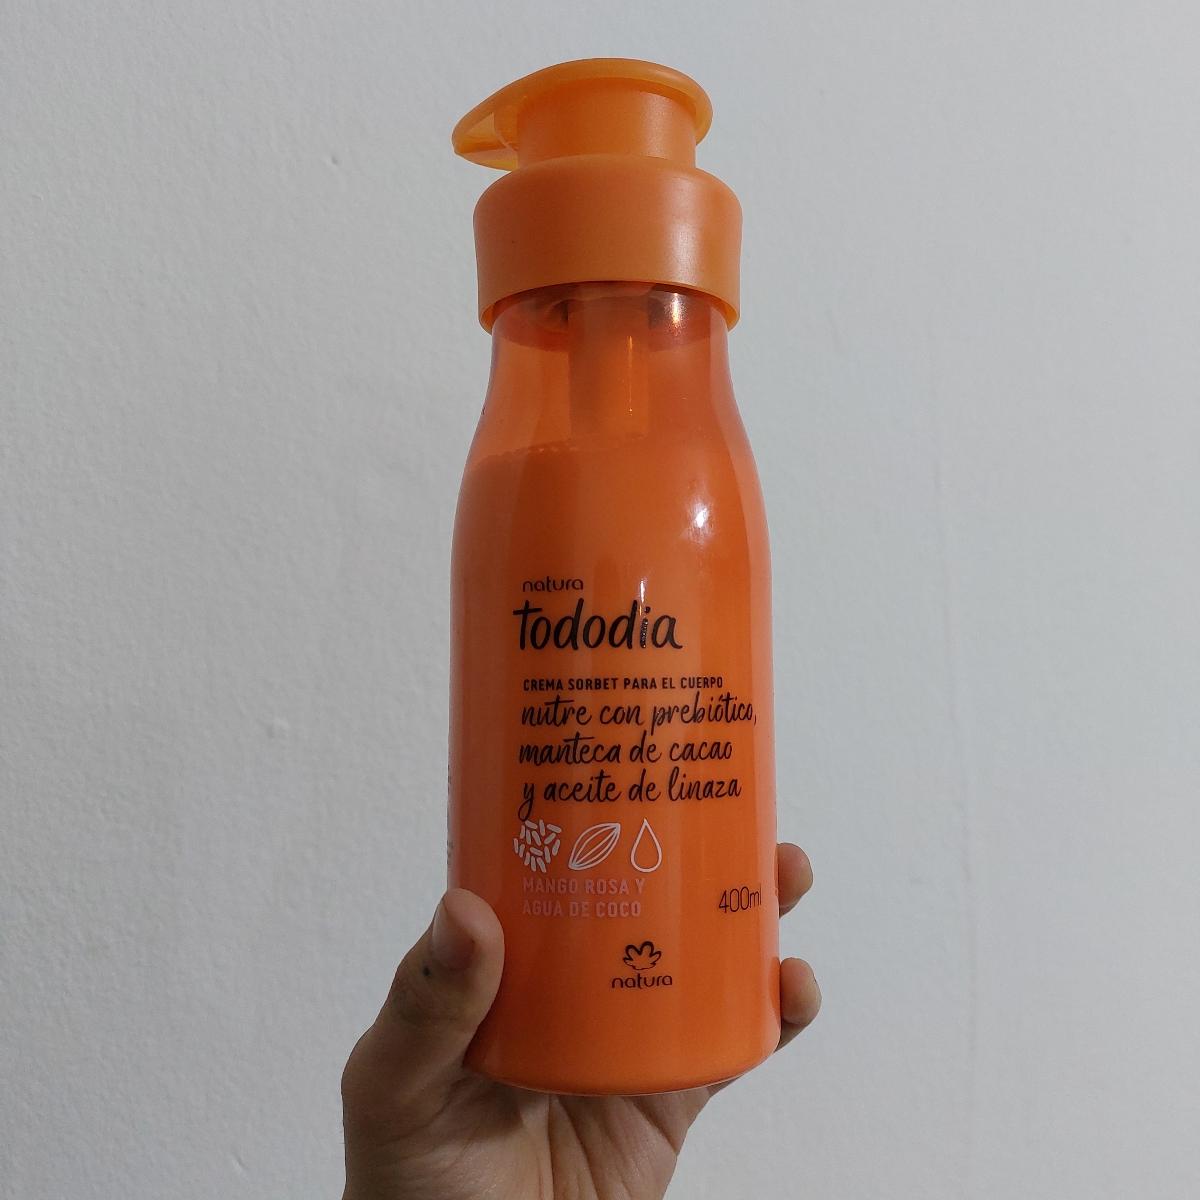 natura
tododia
CREMA SORBET PARA EL CUERPO
nutre con prebiótico,
manteca de cacao
y aceite de linaza
MANGO ROSA Y
AGUA DE COCO
400ml
natura